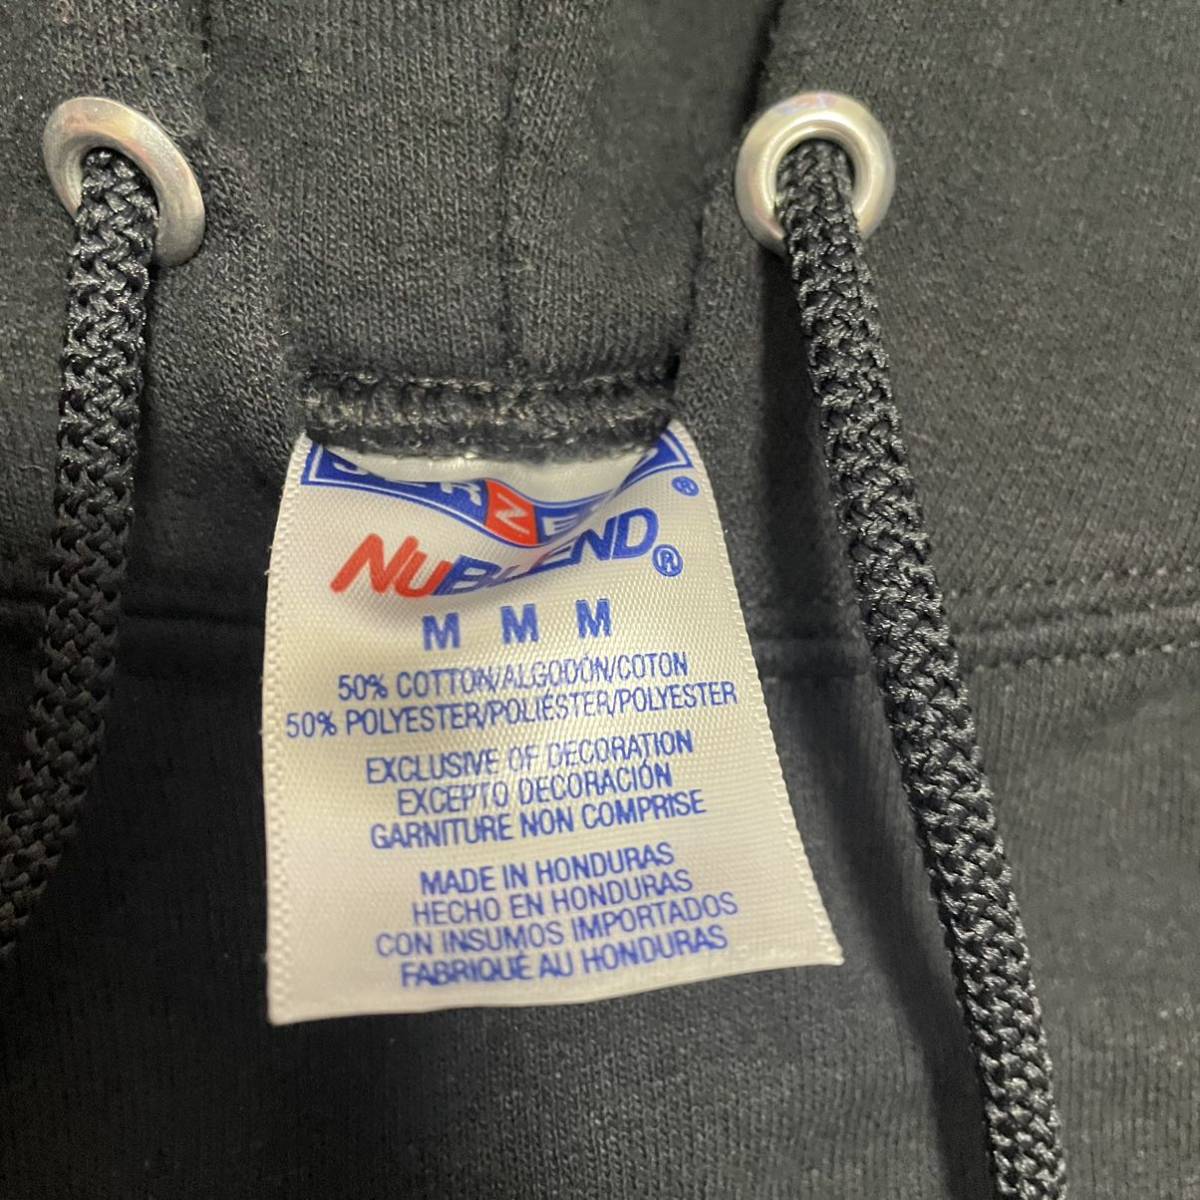 JERZEES®
NUBLEND®
M M M
50% COTTON/ALGODÓN/COTON
50% POLYESTER/POLIÉSTER/POLYESTER
EXCLUSIVE OF DECORATION
EXCEPTO DECORACIÓN
GARNITURE NON COMPRISE
MADE IN HONDURAS
HECHO EN HONDURAS
CON INSUMOS IMPORTADOS
FABRIQUÉ AU HONDURAS